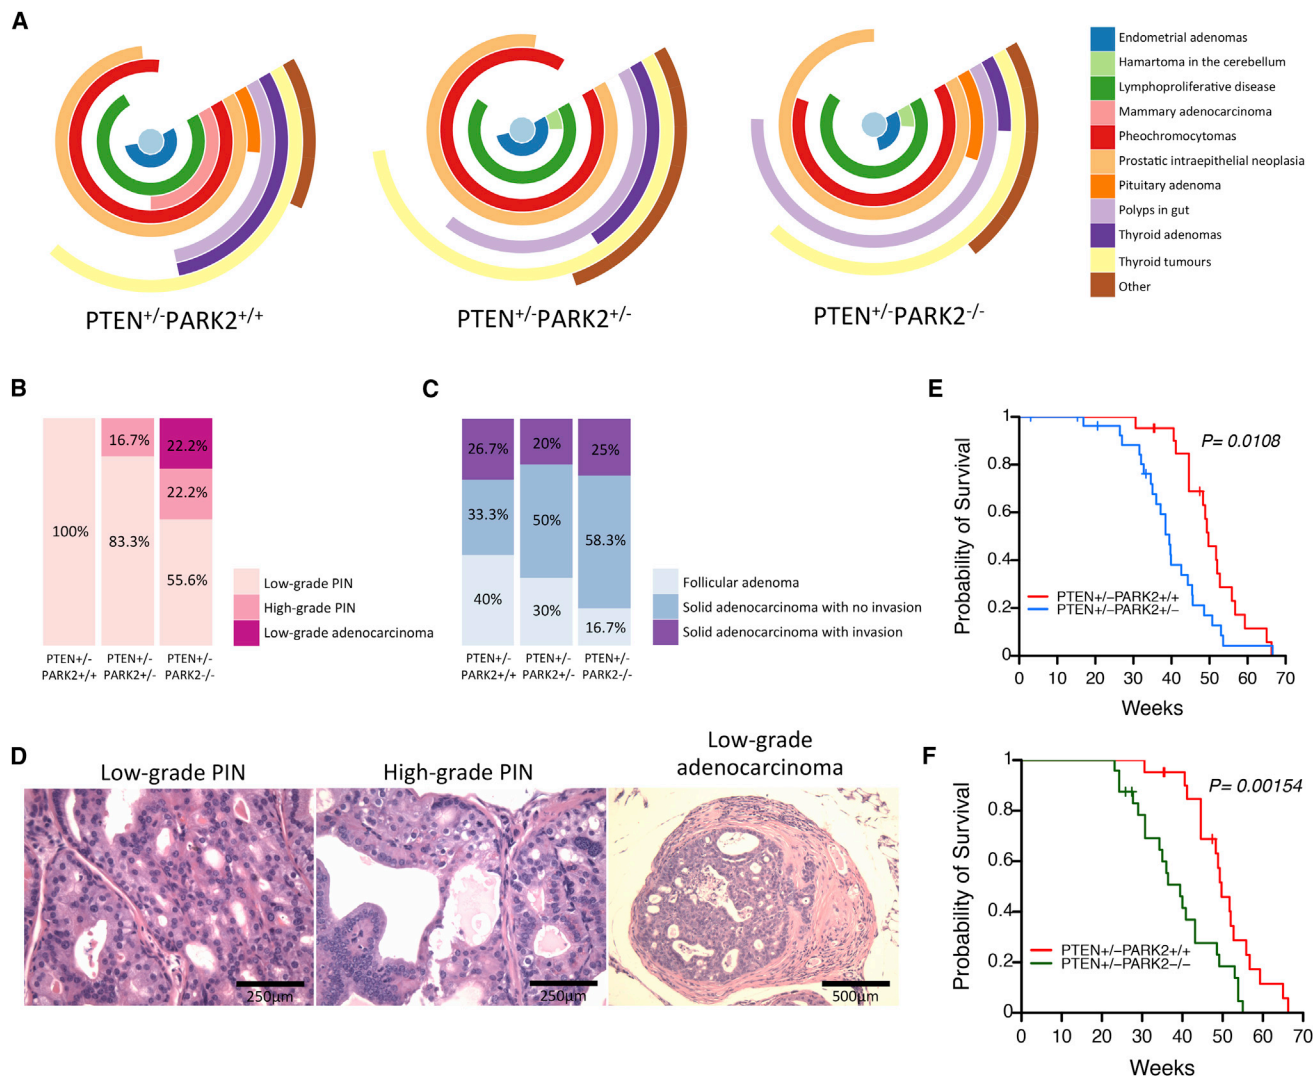 A
Endometrial adenomas
Hamartoma in the cerebellum
Lymphoproliferative disease
Mammary adenocarcinoma
Pheochromocytomas
Prostatic intraepithelial neoplasia
Pituitary adenoma
Polyps in gut
Thyroid adenomas
Thyroid tumours
Other
PTEN+/-PARK2+/+
PTEN+/-PARK2+/-
PTEN+/-PARK2-/-
B
100%
16.7%
83.3%
22.2%
22.2%
55.6%
PTEN+/-
PARK2+/+
PTEN+/-
PARK2+/-
PTEN+/-
PARK2-/-
Low-grade PIN
High-grade PIN
Low-grade adenocarcinoma
C
26.7%
33.3%
40%
20%
50%
30%
25%
58.3%
16.7%
PTEN+/-
PARK2+/+
PTEN+/-
PARK2+/-
PTEN+/-
PARK2-/-
Follicular adenoma
Solid adenocarcinoma with no invasion
Solid adenocarcinoma with invasion
E
P= 0.0108
Probability of Survival
1
0.8
0.6
0.4
0.2
0
PTEN+/−PARK2+/+
PTEN+/−PARK2+/−
0 10 20 30 40 50 60 70
Weeks
D
Low-grade PIN
250µm
High-grade PIN
250µm
Low-grade
adenocarcinoma
500µm
F
P= 0.00154
Probability of Survival
1
0.8
0.6
0.4
0.2
0
PTEN+/−PARK2+/+
PTEN+/−PARK2−/−
0 10 20 30 40 50 60 70
Weeks